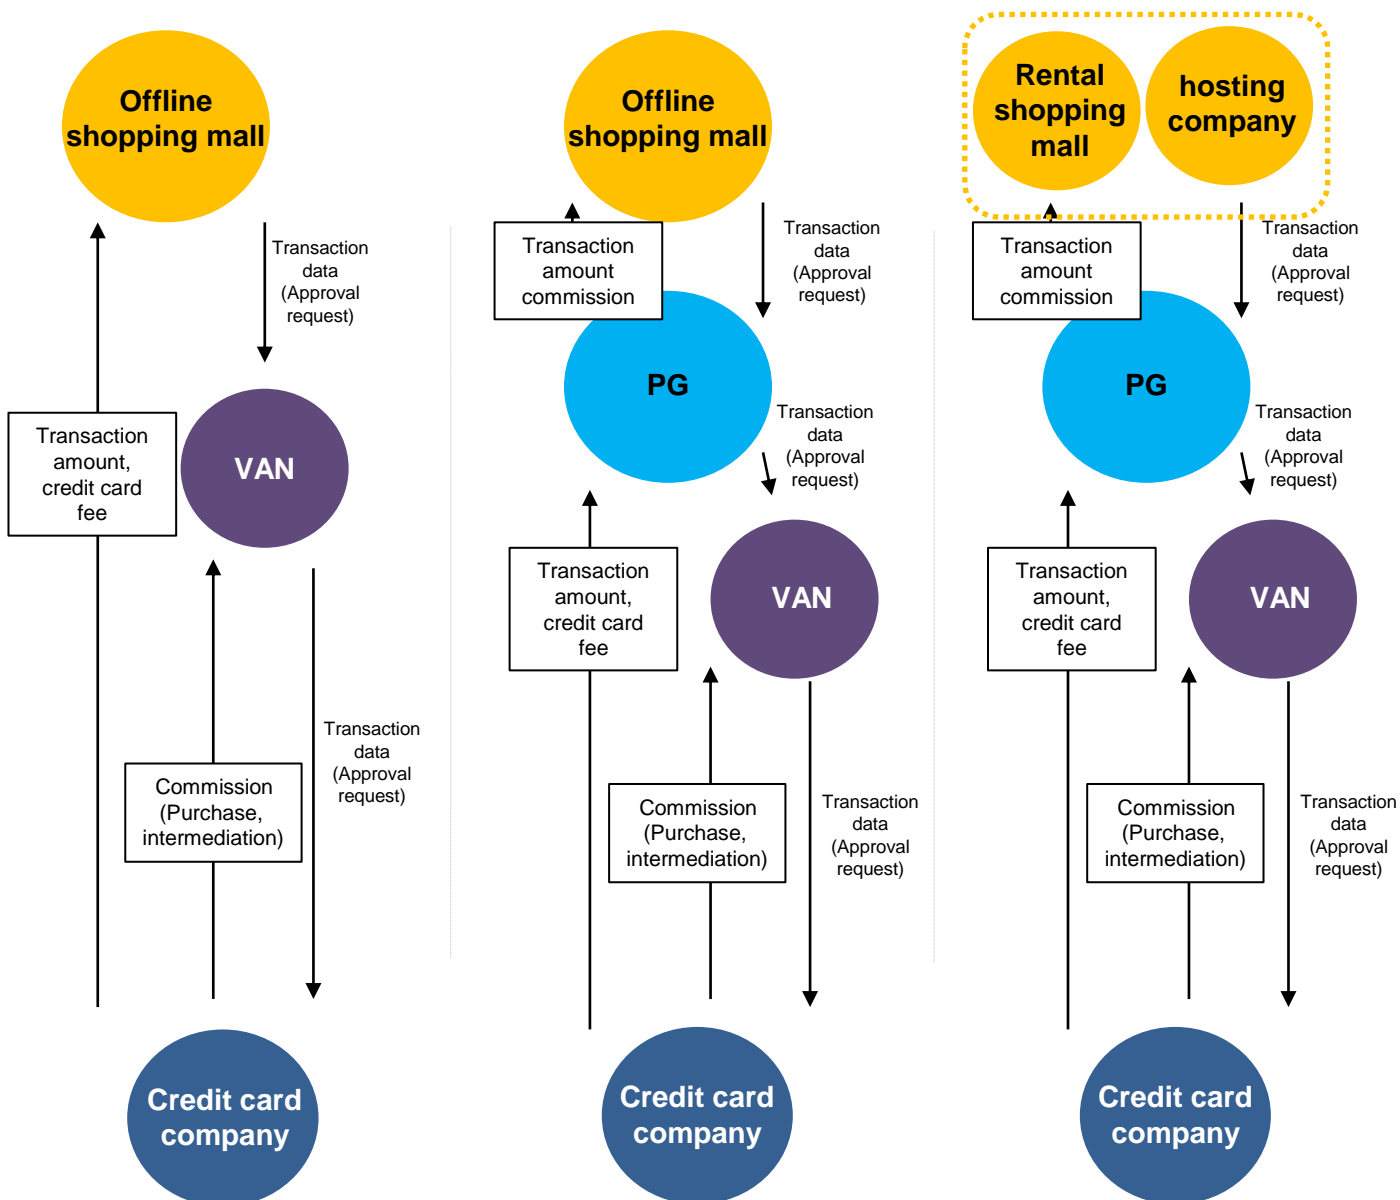 Offline
shopping mall
Transaction
data
(Approval
request)
Transaction
amount,
credit card
fee
VAN
Transaction
data
(Approval
request)
Commission
(Purchase,
intermediation)
Credit card
company
Offline
shopping mall
Transaction
amount
commission
Transaction
data
(Approval
request)
PG
Transaction
data
(Approval
request)
Transaction
amount,
credit card
fee
VAN
Commission
(Purchase,
intermediation)
Transaction
data
(Approval
request)
Credit card
company
Rental
shopping
mall
hosting
company
Transaction
amount
commission
Transaction
data
(Approval
request)
PG
Transaction
data
(Approval
request)
Transaction
amount,
credit card
fee
VAN
Commission
(Purchase,
intermediation)
Transaction
data
(Approval
request)
Credit card
company